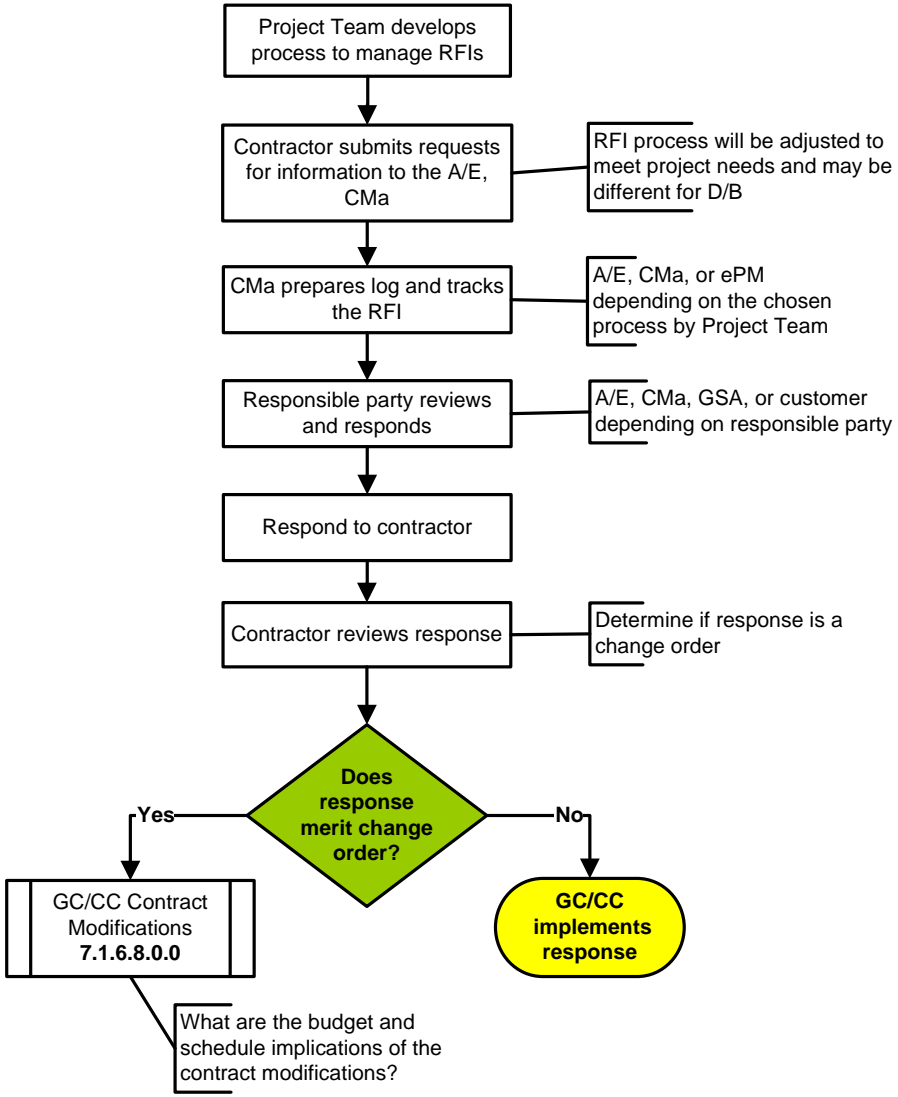 Project Team develops
process to manage RFIs
Contractor submits requests
for information to the A/E,
CMa
RFI process will be adjusted to
meet project needs and may be
different for D/B
CMa prepares log and tracks
the RFI
A/E, CMa, or ePM
depending on the chosen
process by Project Team
Responsible party reviews
and responds
A/E, CMa, GSA, or customer
depending on responsible party
Respond to contractor
Contractor reviews response
Determine if response is a
change order
Does
response
merit change
order?
Yes
No
GC/CC Contract
Modifications
7.1.6.8.0.0
GC/CC
implements
response
What are the budget and
schedule implications of the
contract modifications?